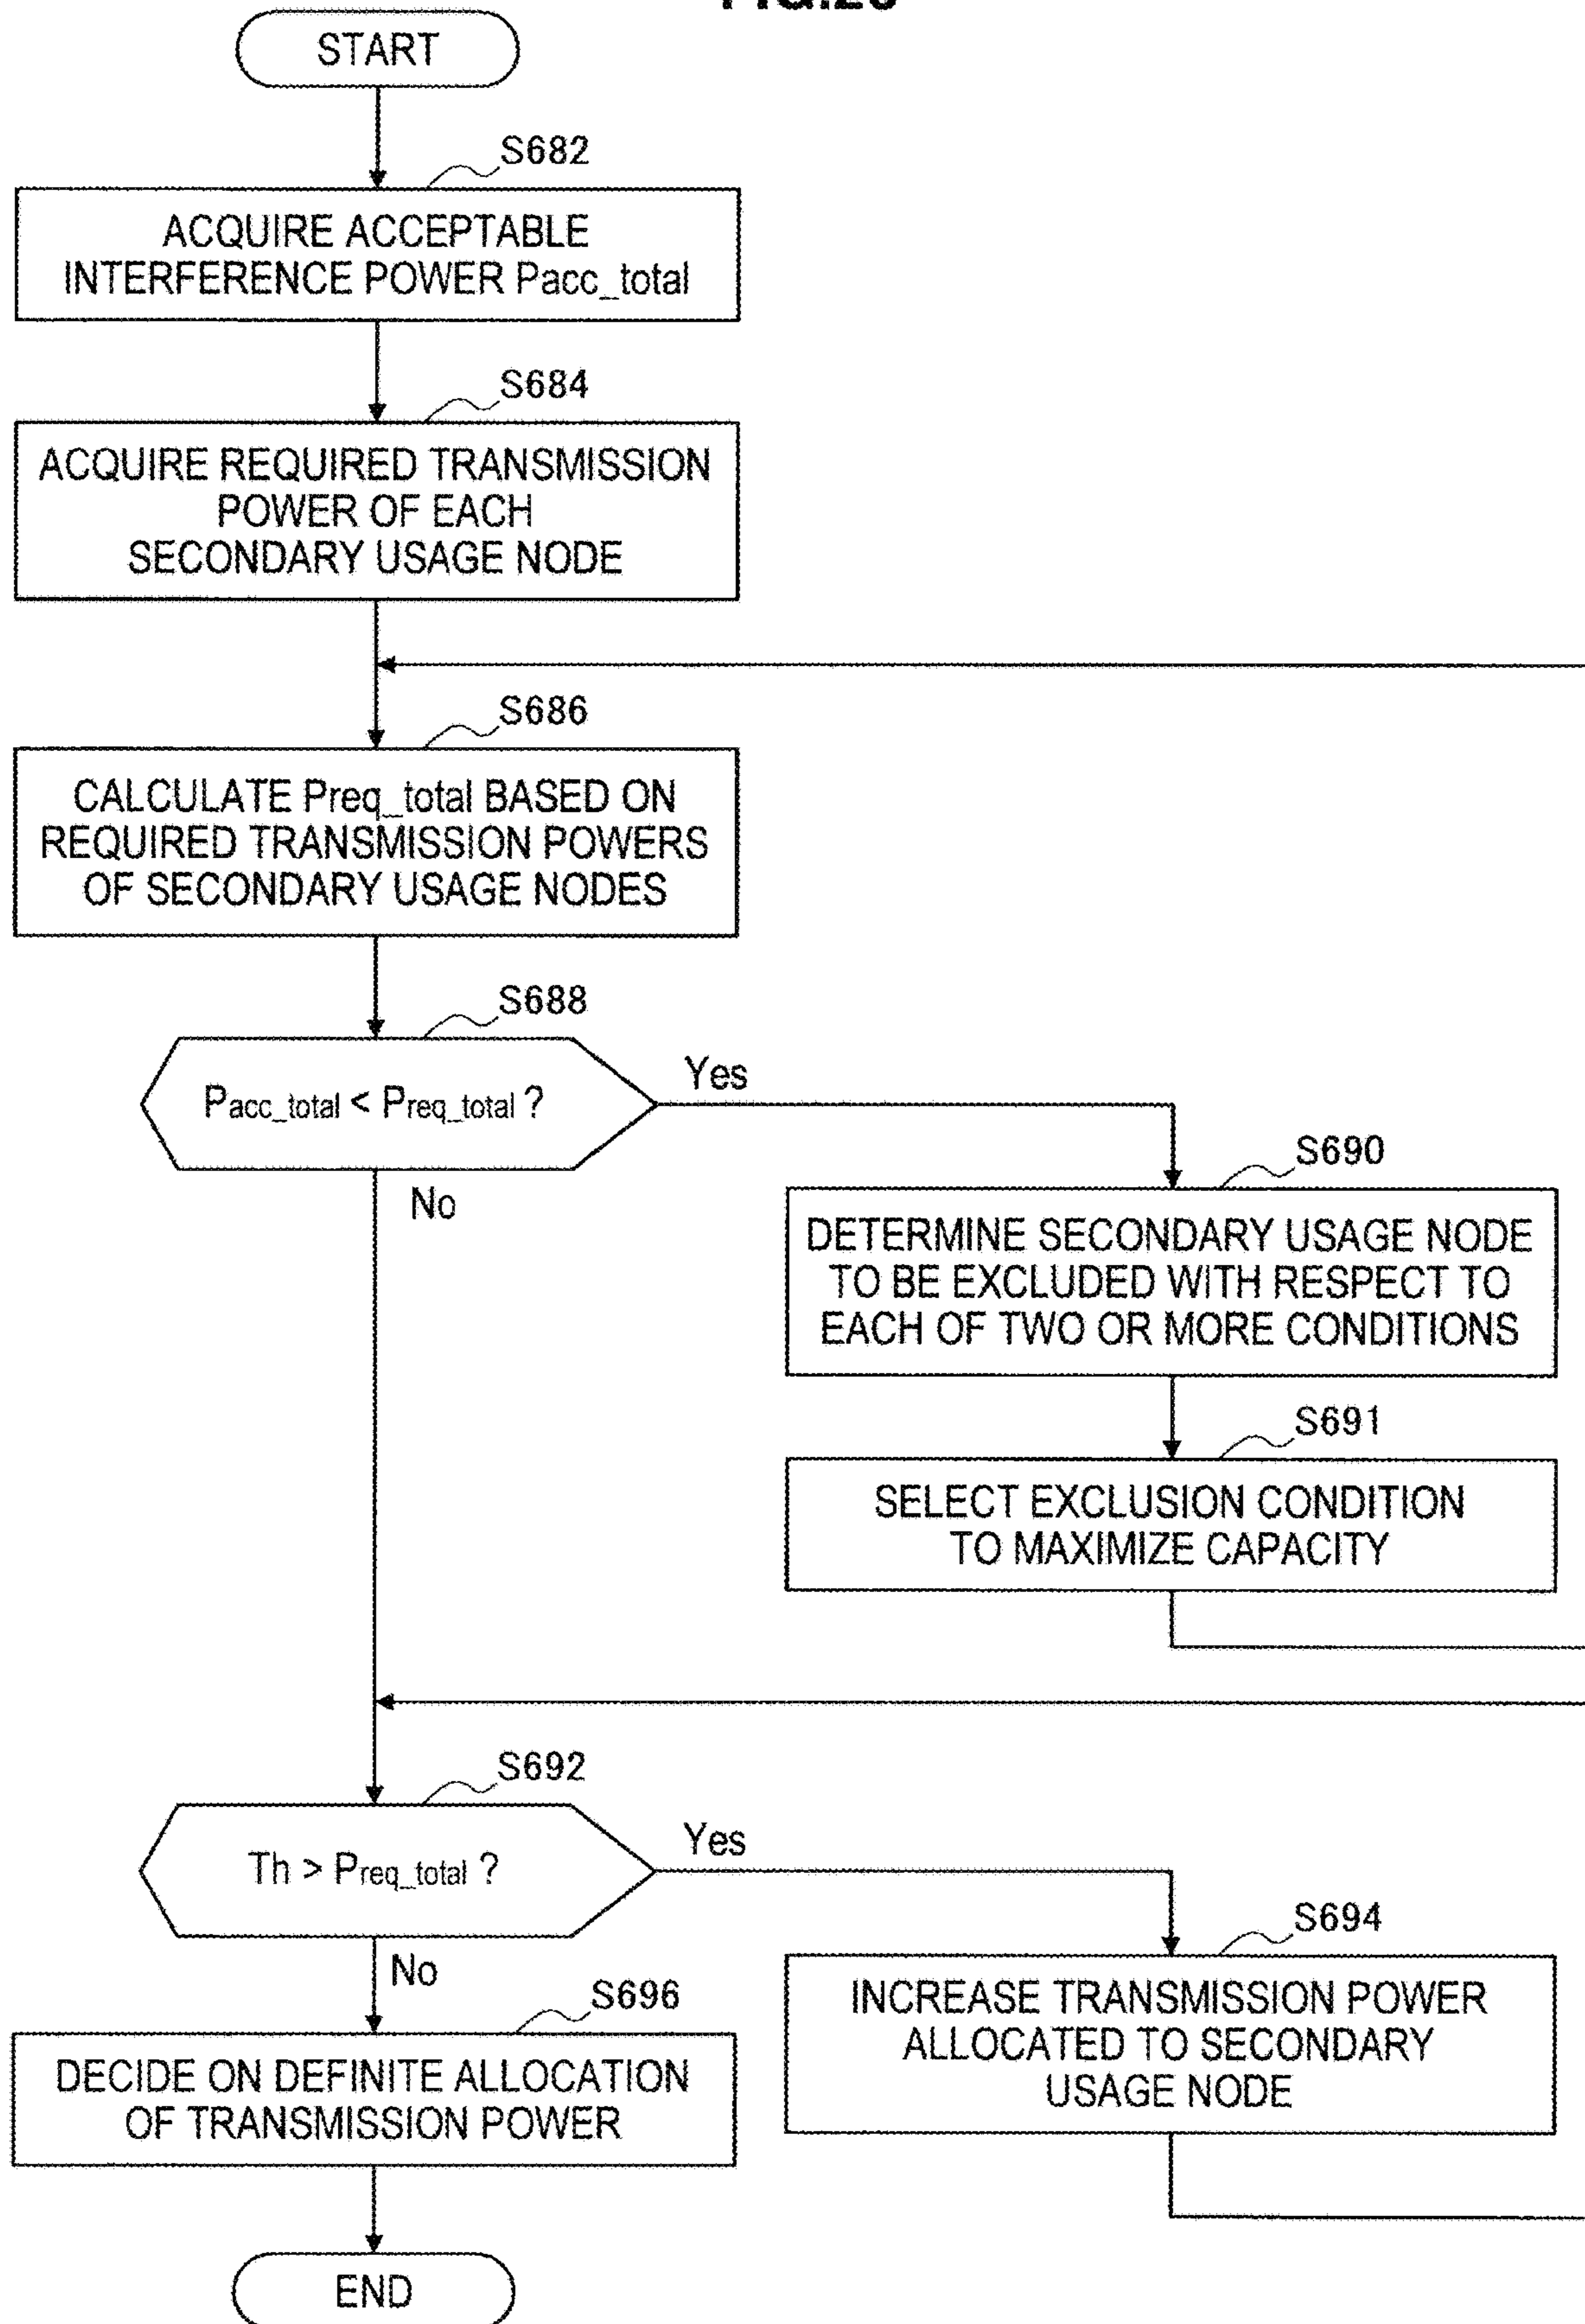 START
S682
ACQUIRE ACCEPTABLE
INTERFERENCE POWER Pacc_total
S684
ACQUIRE REQUIRED TRANSMISSION
POWER OF EACH
SECONDARY USAGE NODE
S686
CALCULATE Preq_total BASED ON
REQUIRED TRANSMISSION POWERS
OF SECONDARY USAGE NODES
S688
Pacc_total < Preq_total ?
Yes
No
S690
DETERMINE SECONDARY USAGE NODE
TO BE EXCLUDED WITH RESPECT TO
EACH OF TWO OR MORE CONDITIONS
S691
SELECT EXCLUSION CONDITION
TO MAXIMIZE CAPACITY
S692
Th > Preq_total ?
Yes
No
S694
INCREASE TRANSMISSION POWER
ALLOCATED TO SECONDARY
USAGE NODE
S696
DECIDE ON DEFINITE ALLOCATION
OF TRANSMISSION POWER
END